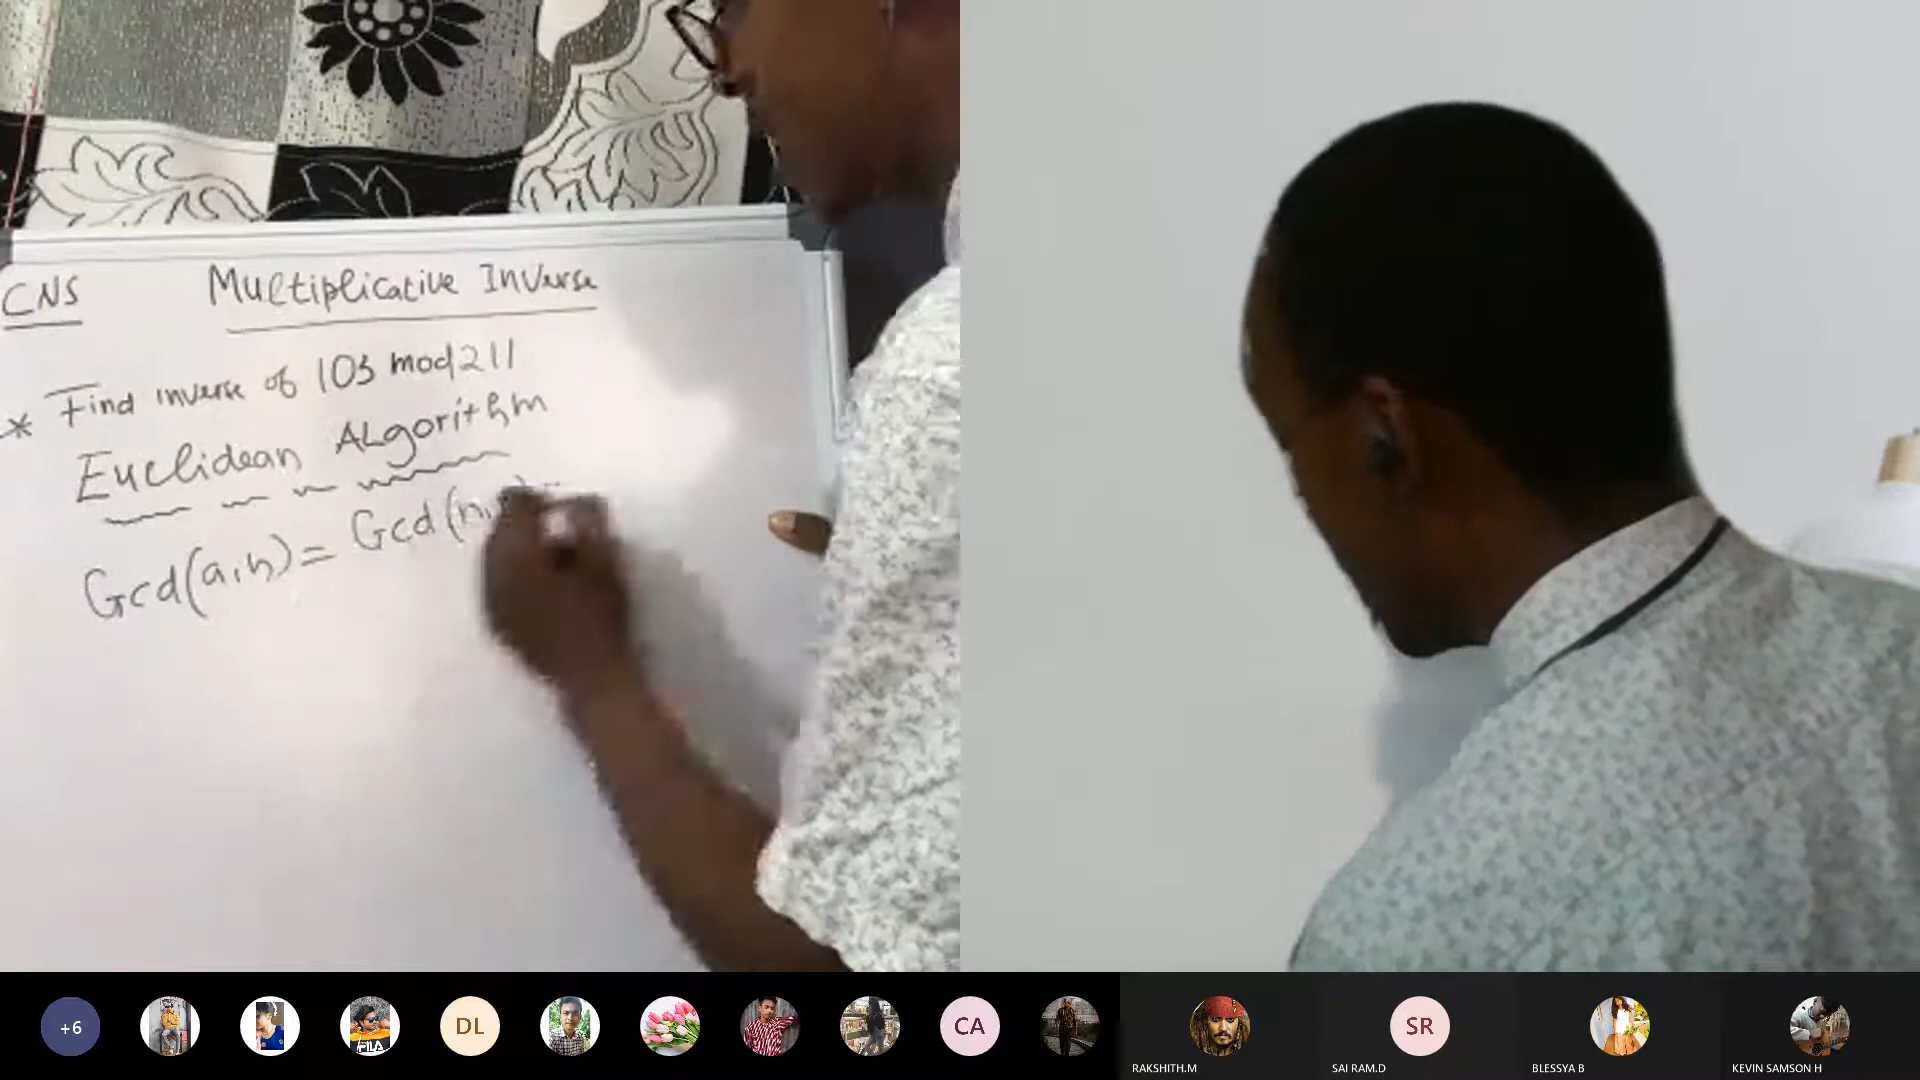 CNS Multiplicative Inverse
* Find inverse of 103 mod 211
Euclidean Algorithm
Gcd(a,n) = Gcd(n,
+6
DL
CA
SR
FILA
RAKSHITH.M
SAI RAM.D
BLESSYA B
KEVIN SAMSON H